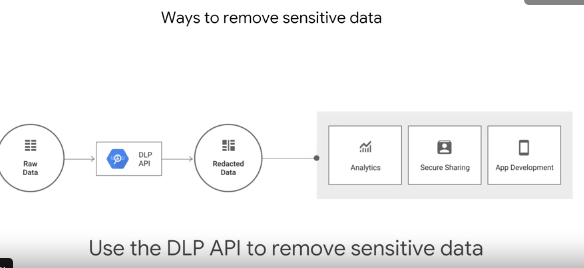 Ways to remove sensitive data
Raw
Data
DLP
API
Redacted
Data
Analytics
Secure Sharing
App Development
Use the DLP API to remove sensitive data